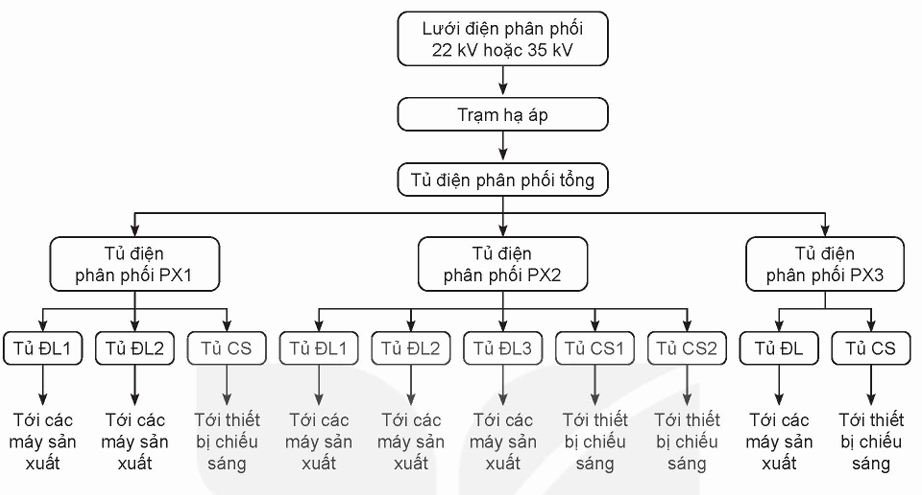 Lưới điện phân phối
22 kV hoặc 35 kV
Trạm hạ áp
Tủ điện phân phối tổng
Tủ điện
phân phối PX1
Tủ điện
phân phối PX2
Tủ điện
phân phối PX3
Tủ ĐL1
Tủ ĐL2
Tủ CS
Tủ ĐL1
Tủ ĐL2
Tủ ĐL3
Tủ CS1
Tủ CS2
Tủ ĐL
Tủ CS
Tới các
máy sản
xuất
Tới các
máy sản
xuất
Tới thiết
bị chiếu
sáng
Tới các
máy sản
xuất
Tới các
máy sản
xuất
Tới các
máy sản
xuất
Tới thiết
bị chiếu
sáng
Tới thiết
bị chiếu
sáng
Tới các
máy sản
xuất
Tới thiết
bị chiếu
sáng